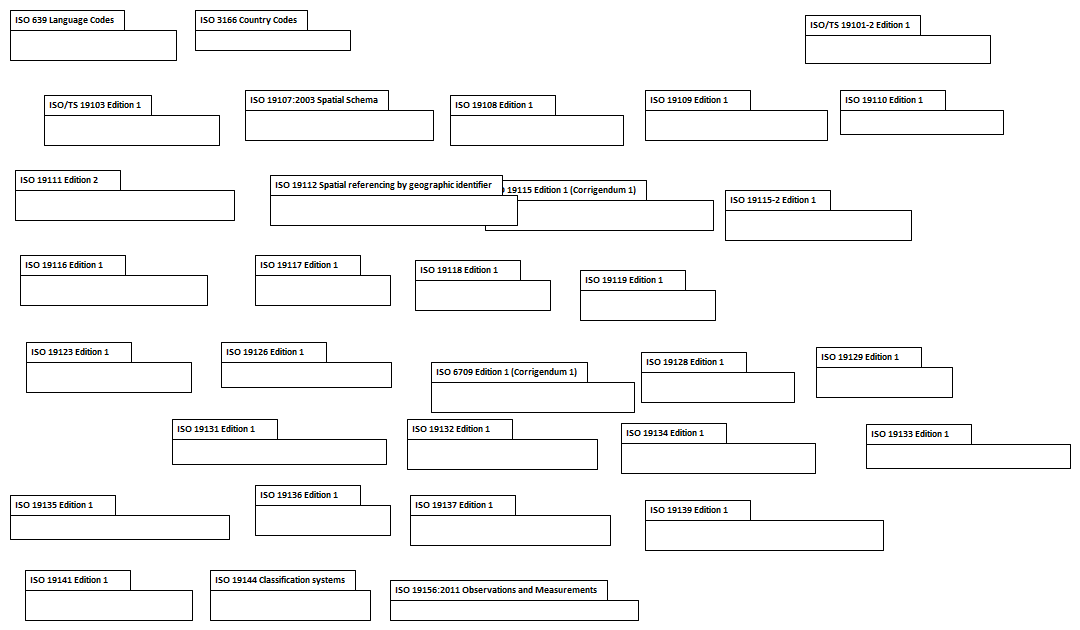 ISO 639 Language Codes
ISO 3166 Country Codes
ISO/TS 19101-2 Edition 1
ISO/TS 19103 Edition 1
ISO 19107:2003 Spatial Schema
ISO 19108 Edition 1
ISO 19109 Edition 1
ISO 19110 Edition 1
ISO 19111 Edition 2
ISO 19112 Spatial referencing by geographic identifier
19115 Edition 1 (Corrigendum 1)
ISO 19115-2 Edition 1
ISO 19116 Edition 1
ISO 19117 Edition 1
ISO 19118 Edition 1
ISO 19119 Edition 1
ISO 19123 Edition 1
ISO 19126 Edition 1
ISO 6709 Edition 1 (Corrigendum 1)
ISO 19128 Edition 1
ISO 19129 Edition 1
ISO 19131 Edition 1
ISO 19132 Edition 1
ISO 19134 Edition 1
ISO 19133 Edition 1
ISO 19135 Edition 1
ISO 19136 Edition 1
ISO 19137 Edition 1
ISO 19139 Edition 1
ISO 19141 Edition 1
ISO 19144 Classification systems
ISO 19156:2011 Observations and Measurements